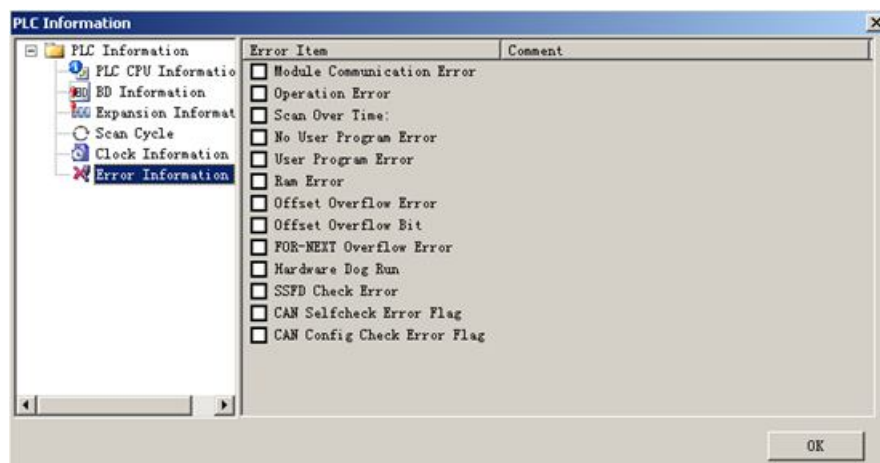 PLC Information
PLC Information
PLC CPU Informatio
BD Information
Expansion Informat
Scan Cycle
Clock Information
Error Information
Error Item Comment
Module Communication Error
Operation Error
Scan Over Time:
No User Program Error
User Program Error
Ram Error
Offset Overflow Error
Offset Overflow Bit
FOR-NEXT Overflow Error
Hardware Dog Run
SSFD Check Error
CAN Selfcheck Error Flag
CAN Config Check Error Flag
OK